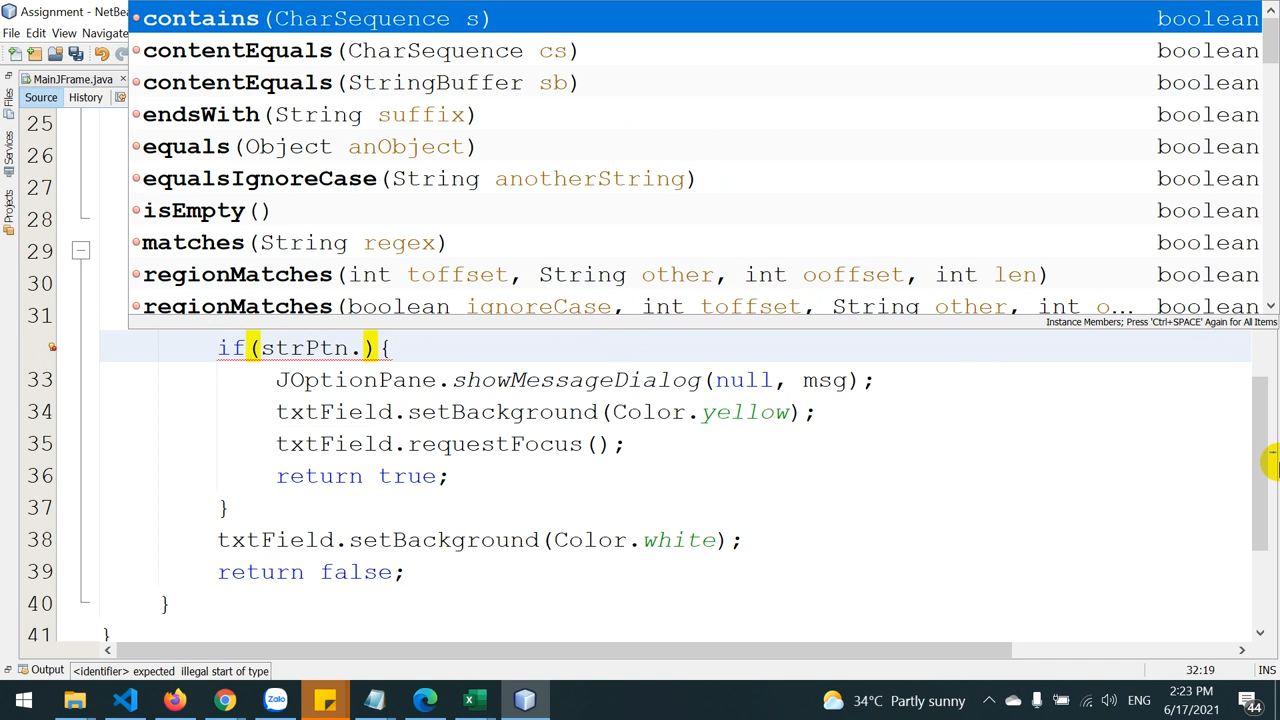 Assignment - NetBe
File Edit View Navigate
MainJFrame.java ×
Source History
Files
Services
Projects
contains(CharSequence s) boolean
contentEquals(CharSequence cs) boolean
contentEquals(StringBuffer sb) boolean
endsWith(String suffix) boolean
equals(Object anObject) boolean
equalsIgnoreCase(String anotherString) boolean
isEmpty() boolean
matches(String regex) boolean
regionMatches(int toffset, String other, int ooffset, int len) boolean
regionMatches(boolean ignoreCase, int toffset, String other, int o... boolean
Instance Members; Press 'Ctrl+SPACE' Again for All Items
25
26
27
28
29
30
31
if(strPtn.){
33 JOptionPane.showMessageDialog(null, msg);
34 txtField.setBackground(Color.yellow);
35 txtField.requestFocus();
36 return true;
37 }
38 txtField.setBackground(Color.white);
39 return false;
40 }
41 }
Output <identifier> expected illegal start of type 32:19 INS
Zalo 34°C Partly sunny ENG 2:23 PM
6/17/2021 44